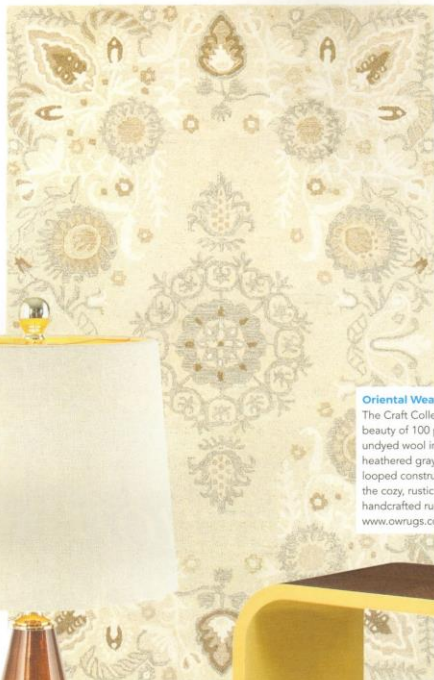 Oriental Wea
The Craft Colle
beauty of 100
undyed wool
heathered gray
looped constru
the cozy, rustic
handcrafted ru
www.owrugs.c